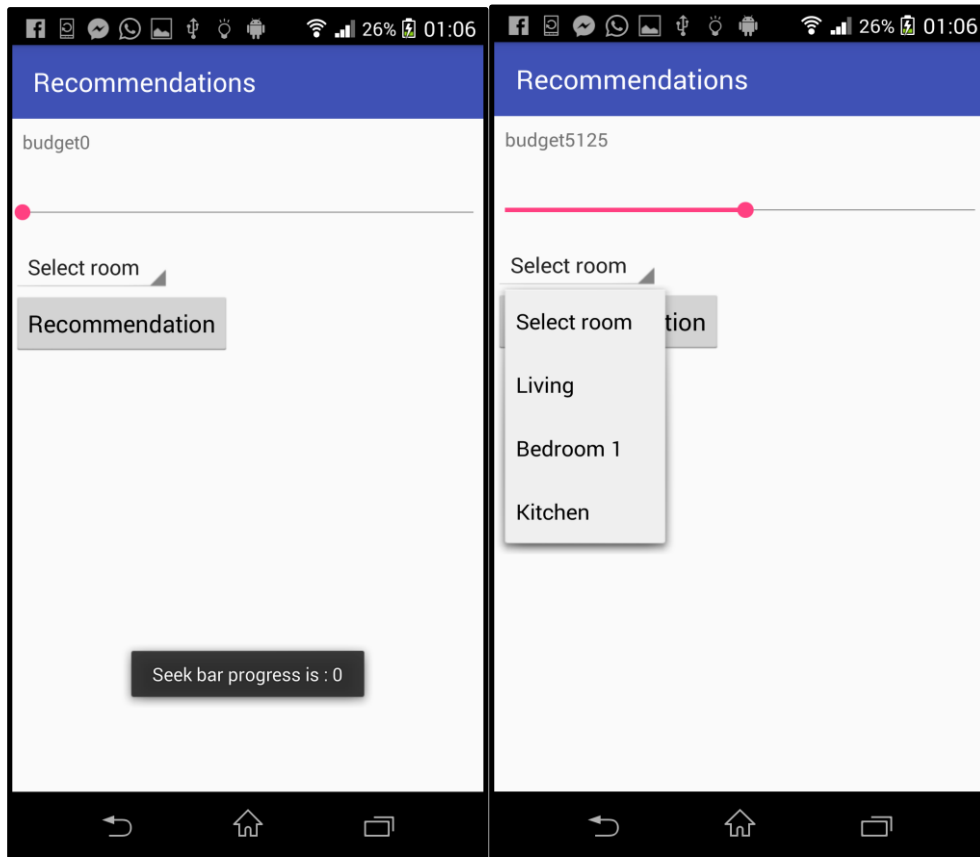 26% 01:06
Recommendations
budget0
Select room
Recommendation
Seek bar progress is : 0
26% 01:06
Recommendations
budget5125
Select room
Select room
tion
Living
Bedroom 1
Kitchen